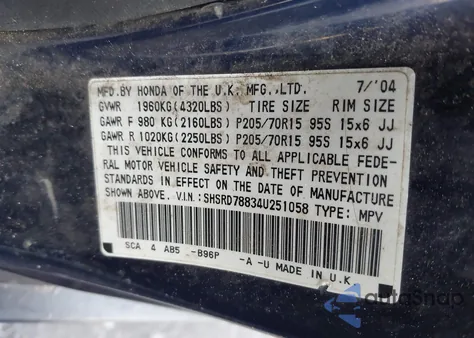 MFD.BY HONDA OF THE U.K. MFG.,LTD. 7/'04
GVWR 1960KG(4320LBS) TIRE SIZE RIM SIZE
GAWR F 980 KG(2160LBS) P205/70R15 95S 15x6 JJ
GAWR R 1020KG(2250LBS) P205/70R15 95S 15x6 JJ
THIS VEHICLE CONFORMS TO ALL APPLICABLE FEDE-
RAL MOTOR VEHICLE SAFETY AND THEFT PREVENTION
STANDARDS IN EFFECT ON THE DATE OF MANUFACTURE
SHOWN ABOVE. V.I.N.: SHSRD78834U251058 TYPE: MPV
SCA 4 AB5 -B96P -A -U MADE IN U.K
autoSnap